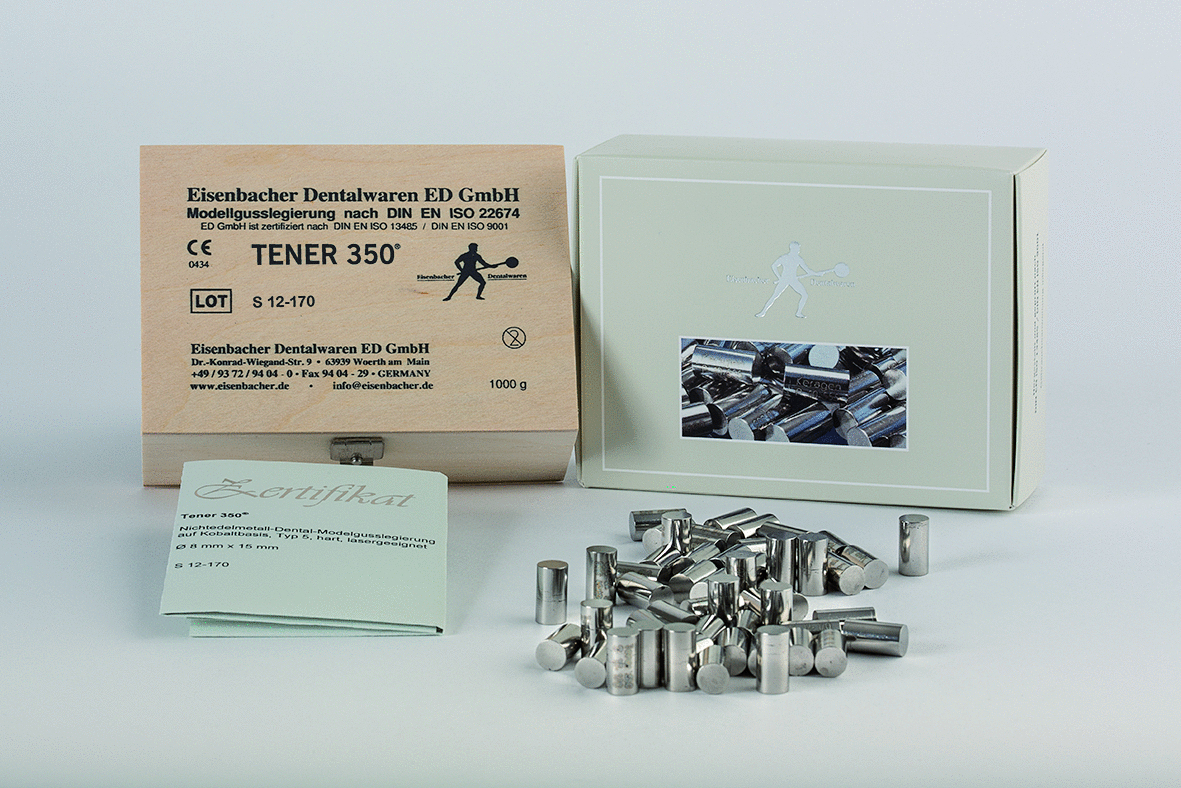 Eisenbacher Dentalwaren ED GmbH
Modellgusslegierung nach DIN EN ISO 22674
ED GmbH ist zertifiziert nach DIN EN ISO 13485 / DIN EN ISO 9001
CE
0434
TENER 350®
Eisenbacher Dentalwaren
LOT
S 12-170
2
Eisenbacher Dentalwaren ED GmbH
Dr.-Konrad-Wiegand-Str. 9 • 63939 Woerth am Main
+49 / 93 72 / 94 04 - 0 • Fax 94 04 - 29 • GERMANY
www.eisenbacher.de • info@eisenbacher.de
1000 g
Eisenbacher Dentalwaren
Keragen
Zertifikat
Tener 350®
Nichtedelmetall-Dental-Modelgusslegierung
auf Kobaltbasis, Typ 5, hart, lasergeeignet
Ø 8 mm x 15 mm
S 12-170